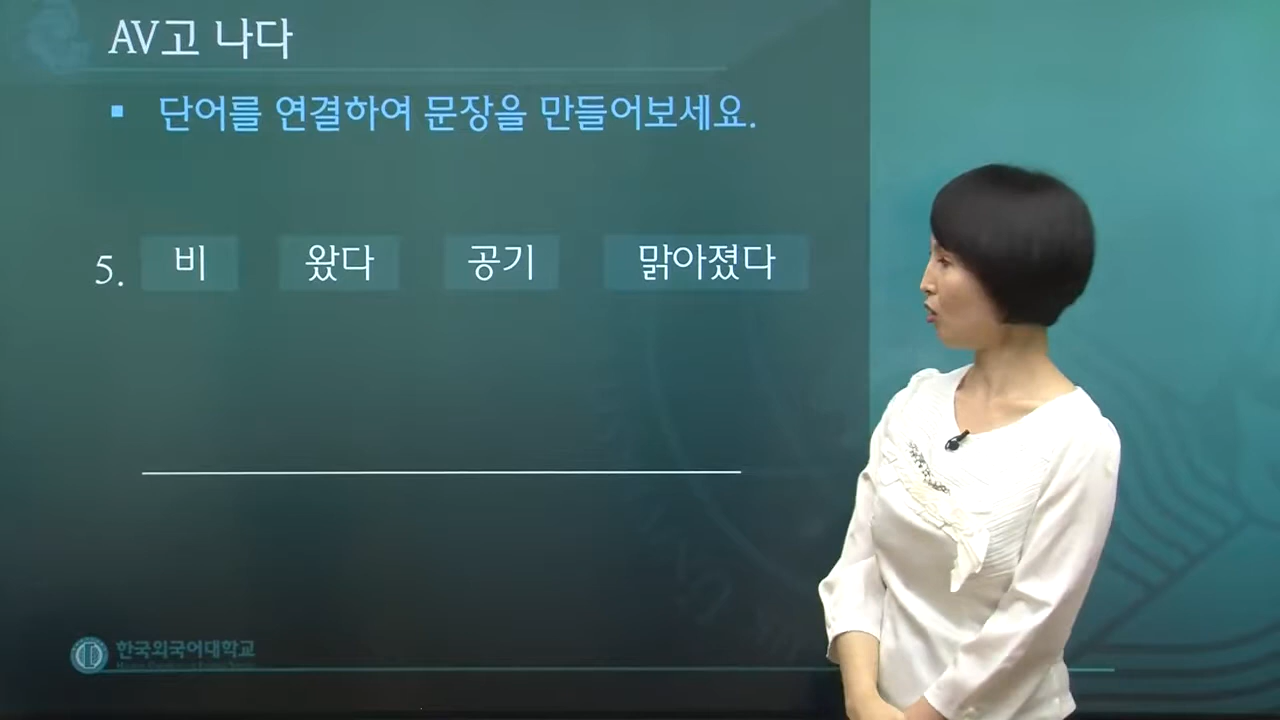 AV고 나다
▪ 단어를 연결하여 문장을 만들어보세요.
5. 비 왔다 공기 맑아졌다
한국외국어대학교